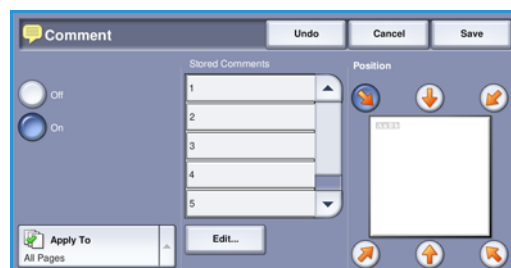 Comment
Undo
Cancel
Save
Stored Comments
Position
Off
On
1
2
3
4
5
Apply To
All Pages
Edit...